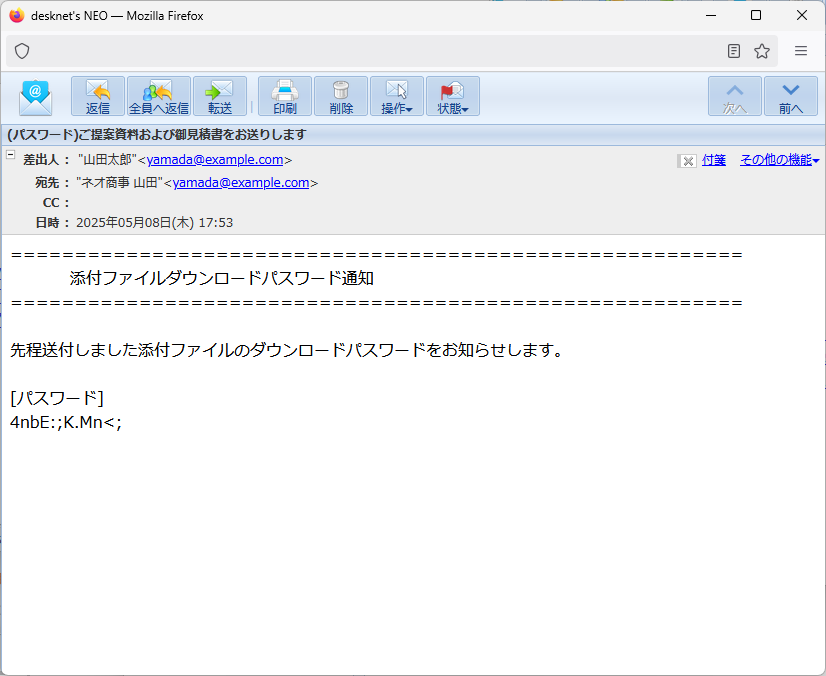 desknet's NEO — Mozilla Firefox
返信 全員へ返信 転送 印刷 削除 操作 状態 次へ 前へ
(パスワード)ご提案資料および御見積書をお送りします
差出人： "山田太郎"<yamada@example.com> 付箋 その他の機能
宛先： "ネオ商事 山田"<yamada@example.com>
CC：
日時： 2025年05月08日(木) 17:53
=========================================================
添付ファイルダウンロードパスワード通知
=========================================================
先程送付しました添付ファイルのダウンロードパスワードをお知らせします。
[パスワード]
4nbE:;K.Mn<;